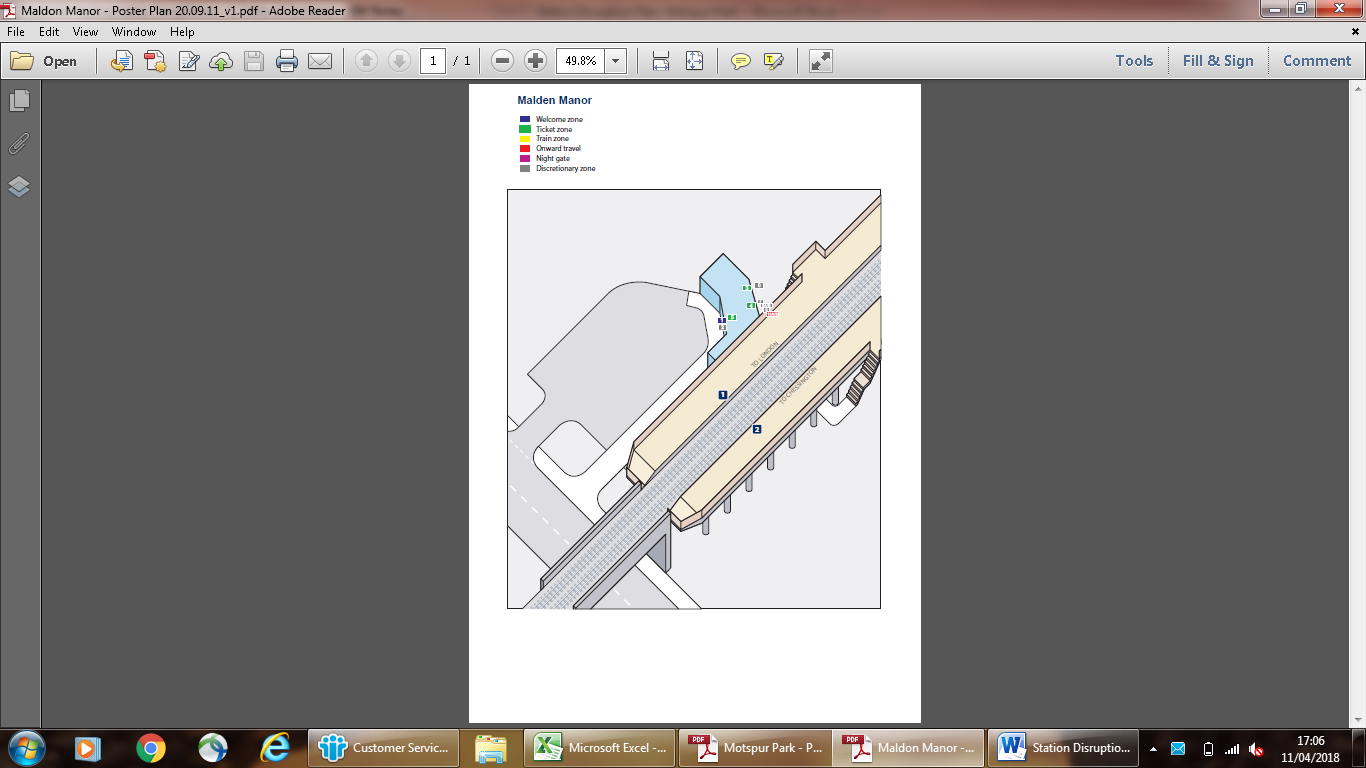 Maldon Manor - Poster Plan 20.09.11_v1.pdf - Adobe Reader
File Edit View Window Help
Open 1 / 1 49.8% Tools Fill & Sign Comment
Malden Manor
Welcome zone
Ticket zone
Train zone
Onward travel
Night gate
Discretionary zone
TO LONDON
TO CHESSINGTON
1
2
Customer Servic... Microsoft Excel -... Motspur Park - P... Maldon Manor -... Station Disruptio...
17:06
11/04/2018